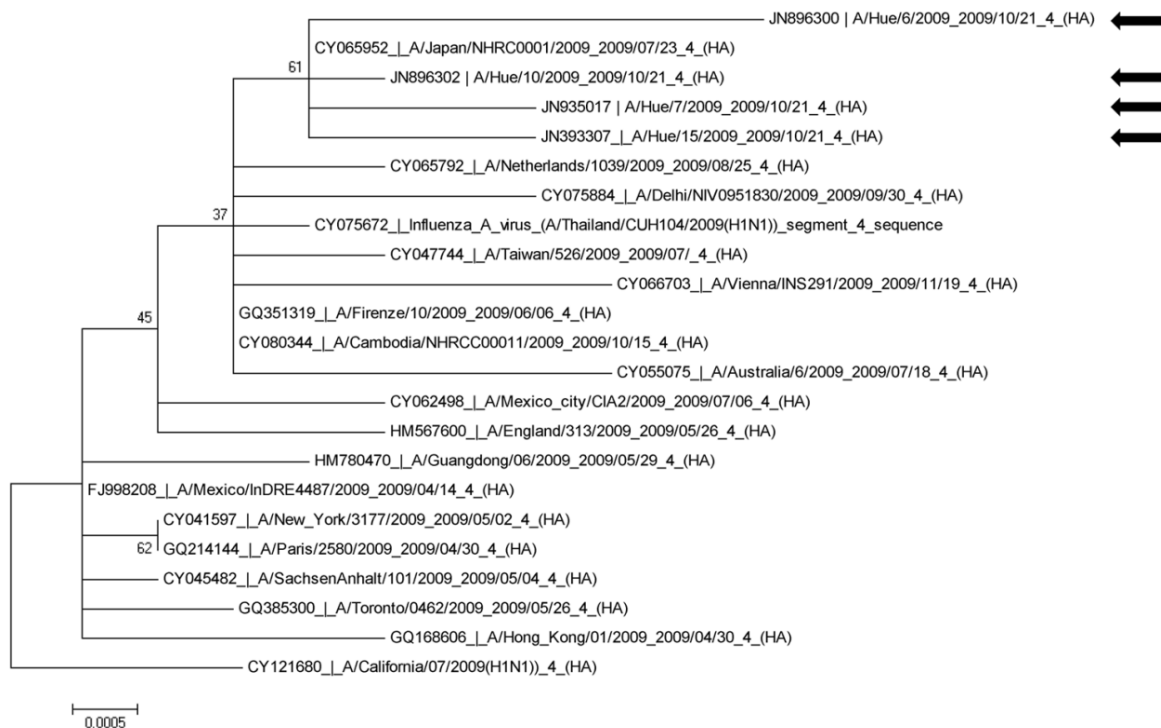 JN896300 | A/Hue/6/2009_2009/10/21_4_(HA)
CY065952_|_A/Japan/NHRC0001/2009_2009/07/23_4_(HA)
61
JN896302 | A/Hue/10/2009_2009/10/21_4_(HA)
JN935017 | A/Hue/7/2009_2009/10/21_4_(HA)
JN393307_|_A/Hue/15/2009_2009/10/21_4_(HA)
CY065792_|_A/Netherlands/1039/2009_2009/08/25_4_(HA)
CY075884_|_A/Delhi/NIV0951830/2009_2009/09/30_4_(HA)
37
CY075672_|_Influenza_A_virus_(A/Thailand/CUH104/2009(H1N1))_segment_4_sequence
CY047744_|_A/Taiwan/526/2009_2009/07/_4_(HA)
CY066703_|_A/Vienna/INS291/2009_2009/11/19_4_(HA)
GQ351319_|_A/Firenze/10/2009_2009/06/06_4_(HA)
45
CY080344_|_A/Cambodia/NHRCC00011/2009_2009/10/15_4_(HA)
CY055075_|_A/Australia/6/2009_2009/07/18_4_(HA)
CY062498_|_A/Mexico_city/CIA2/2009_2009/07/06_4_(HA)
HM567600_|_A/England/313/2009_2009/05/26_4_(HA)
HM780470_|_A/Guangdong/06/2009_2009/05/29_4_(HA)
FJ998208_|_A/Mexico/InDRE4487/2009_2009/04/14_4_(HA)
CY041597_|_A/New_York/3177/2009_2009/05/02_4_(HA)
62
GQ214144_|_A/Paris/2580/2009_2009/04/30_4_(HA)
CY045482_|_A/SachsenAnhalt/101/2009_2009/05/04_4_(HA)
GQ385300_|_A/Toronto/0462/2009_2009/05/26_4_(HA)
GQ168606_|_A/Hong_Kong/01/2009_2009/04/30_4_(HA)
CY121680_|_A/California/07/2009(H1N1))_4_(HA)
0.0005